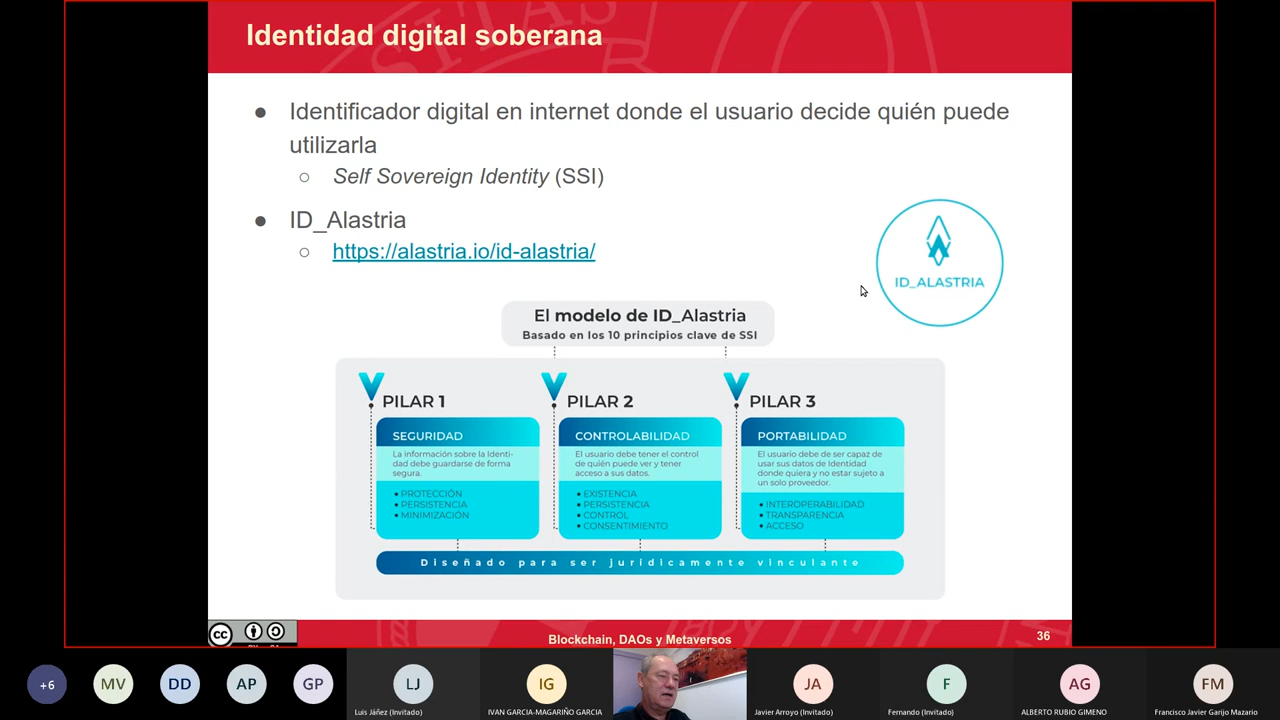 Identidad digital soberana
● Identificador digital en internet donde el usuario decide quién puede
utilizarla
○ Self Sovereign Identity (SSI)
● ID_Alastria
○ https://alastria.io/id-alastria/
ID_ALASTRIA
El modelo de ID_Alastria
Basado en los 10 principios clave de SSI
PILAR 1
SEGURIDAD
La información sobre la Identi-
dad debe guardarse de forma
segura.
• PROTECCIÓN
• PERSISTENCIA
• MINIMIZACIÓN
PILAR 2
CONTROLABILIDAD
El usuario debe tener el control
de quién puede ver y tener
acceso a sus datos.
• EXISTENCIA
• PERSISTENCIA
• CONTROL
• CONSENTIMIENTO
PILAR 3
PORTABILIDAD
El usuario debe de ser capaz de
usar sus datos de Identidad
donde quiera y no estar sujeto a
un solo proveedor.
• INTEROPERABILIDAD
• TRANSPARENCIA
• ACCESO
Diseñado para ser jurídicamente vinculante
cc
Blockchain, DAOs y Metaversos
36
+6
MV
DD
AP
GP
LJ
Luis Jáñez (Invitado)
IG
IVAN GARCIA-MAGARIÑO GARCIA
JA
Javier Arroyo (Invitado)
F
Fernando (Invitado)
AG
ALBERTO RUBIO GIMENO
FM
Francisco Javier Garijo Mazario